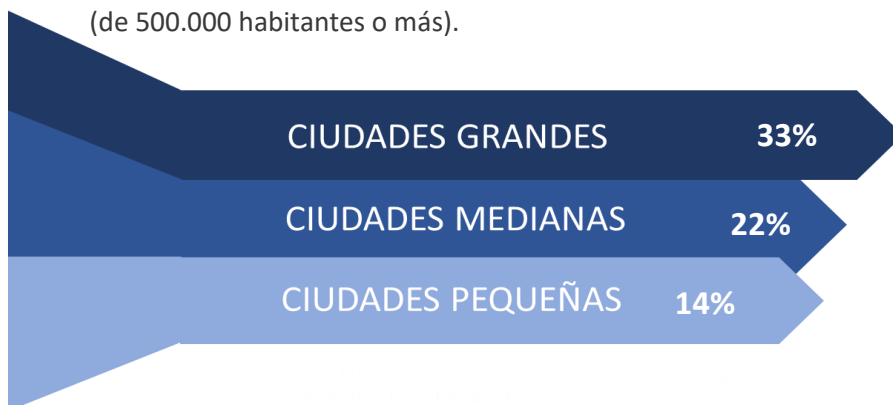 (de 500.000 habitantes o más).
CIUDADES GRANDES 33%
CIUDADES MEDIANAS 22%
CIUDADES PEQUEÑAS 14%